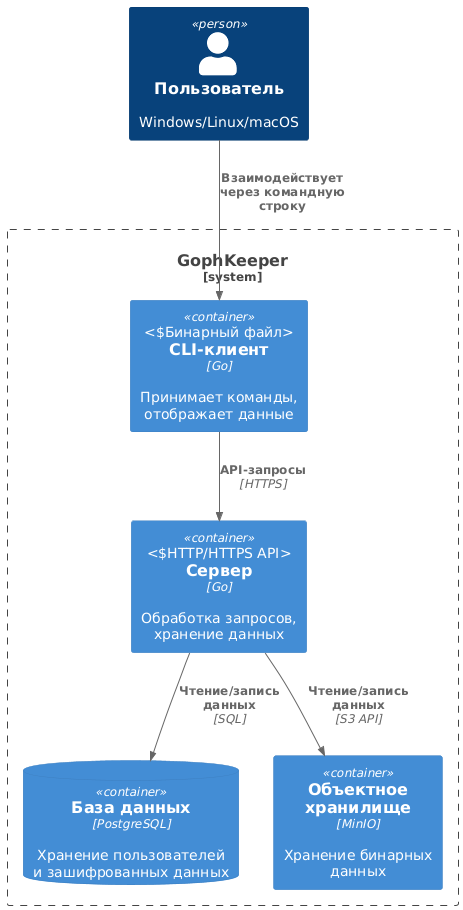 «person»
Пользователь
Windows/Linux/macOS
Взаимодействует
через командную
строку
GophKeeper
[system]
«container»
<$Бинарный файл>
CLI-клиент
[Go]
Принимает команды,
отображает данные
API-запросы
[HTTPS]
«container»
<$HTTP/HTTPS API>
Сервер
[Go]
Обработка запросов,
хранение данных
Чтение/запись
данных
[SQL]
Чтение/запись
данных
[S3 API]
«container»
База данных
[PostgreSQL]
Хранение пользователей
и зашифрованных данных
«container»
Объектное
хранилище
[MinIO]
Хранение бинарных
данных